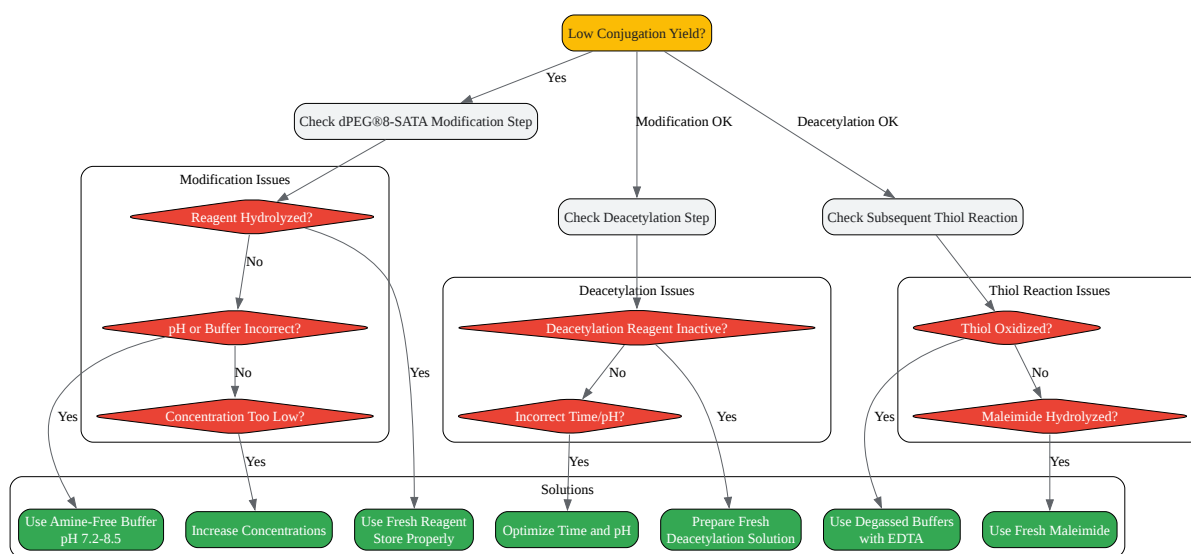 Low Conjugation Yield?
Yes
Check dPEG®8-SATA Modification Step
Modification OK
Deacetylation OK
Modification Issues
Reagent Hydrolyzed?
Check Deacetylation Step
Check Subsequent Thiol Reaction
No
Deacetylation Issues
Thiol Reaction Issues
pH or Buffer Incorrect?
Deacetylation Reagent Inactive?
Thiol Oxidized?
No
Yes
No
No
Yes
Concentration Too Low?
Incorrect Time/pH?
Yes
Yes
Maleimide Hydrolyzed?
Yes
Yes
Yes
Solutions
Use Amine-Free Buffer
pH 7.2-8.5
Increase Concentrations
Use Fresh Reagent
Store Properly
Optimize Time and pH
Prepare Fresh
Deacetylation Solution
Use Degassed Buffers
with EDTA
Use Fresh Maleimide